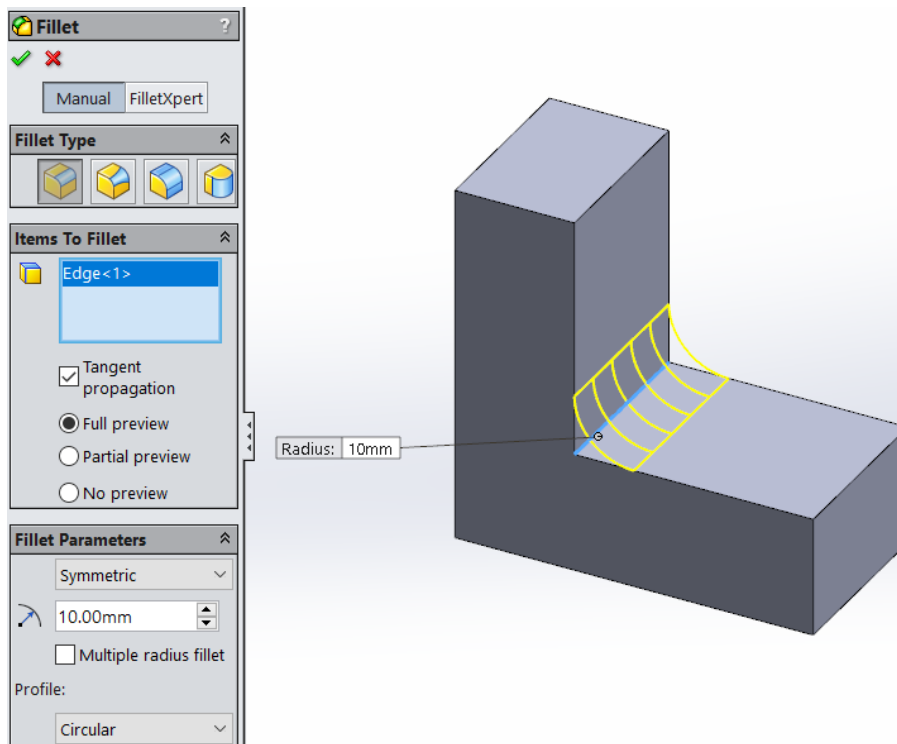 Fillet ?
Manual FilletXpert
Fillet Type
Items To Fillet
Edge<1>
Tangent
propagation
Full preview
Partial preview
No preview
Radius: 10mm
Fillet Parameters
Symmetric
10.00mm
Multiple radius fillet
Profile:
Circular